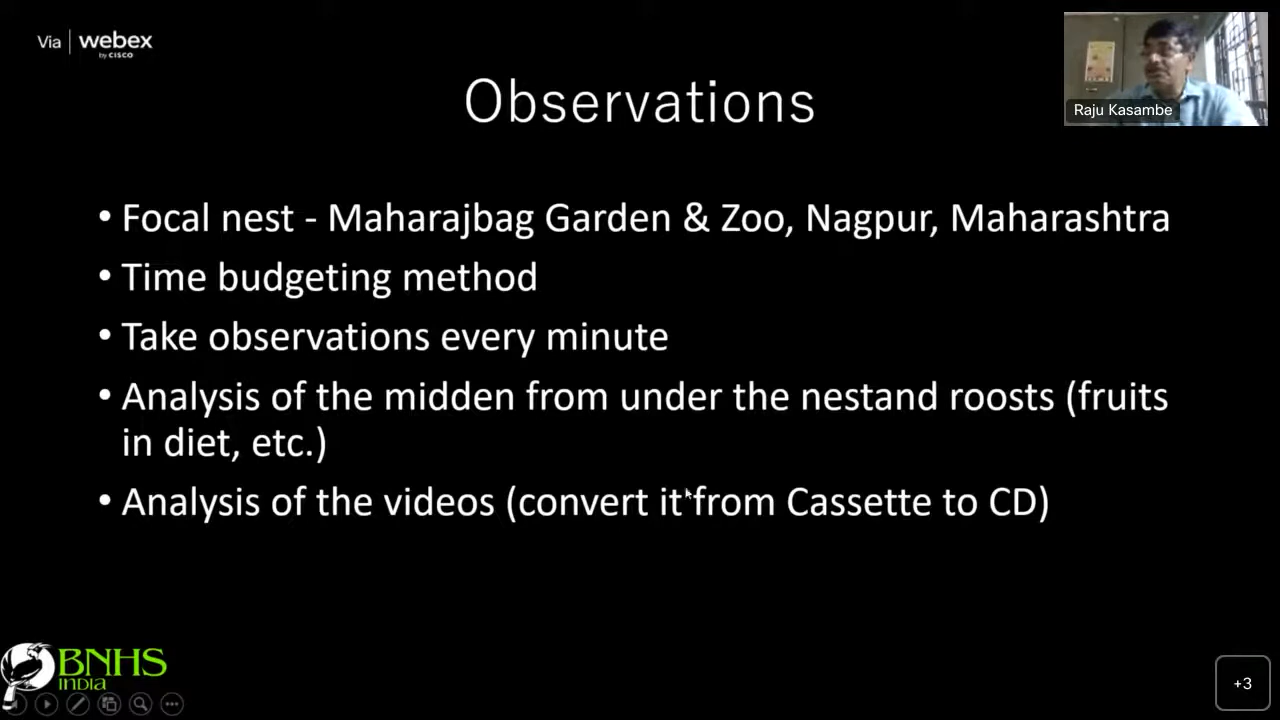 Via webex
by CISCO
Raju Kasambe
Observations
• Focal nest - Maharajbag Garden & Zoo, Nagpur, Maharashtra
• Time budgeting method
• Take observations every minute
• Analysis of the midden from under the nestand roosts (fruits
in diet, etc.)
• Analysis of the videos (convert it from Cassette to CD)
BNHS
INDIA
+3